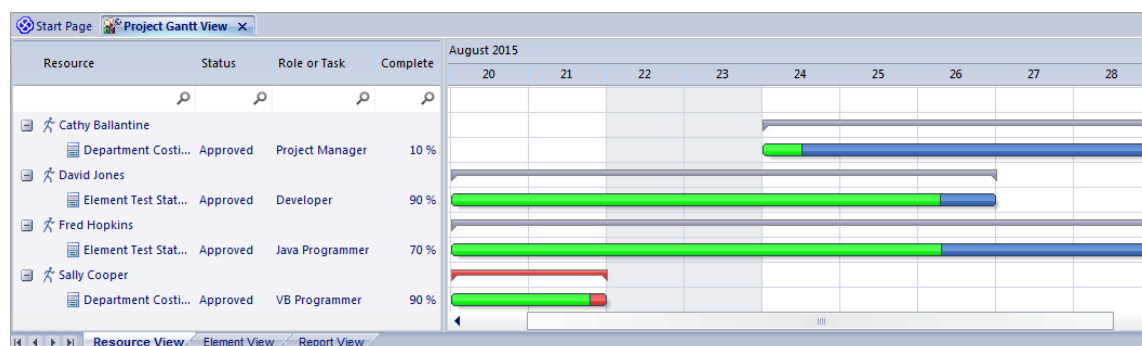 Start Page Project Gantt View X
August 2015
Resource Status Role or Task Complete
20 21 22 23 24 25 26 27 28
Cathy Ballantine
Department Costi... Approved Project Manager 10 %
David Jones
Element Test Stat... Approved Developer 90 %
Fred Hopkins
Element Test Stat... Approved Java Programmer 70 %
Sally Cooper
Department Costi... Approved VB Programmer 90 %
Resource View Element View Report View